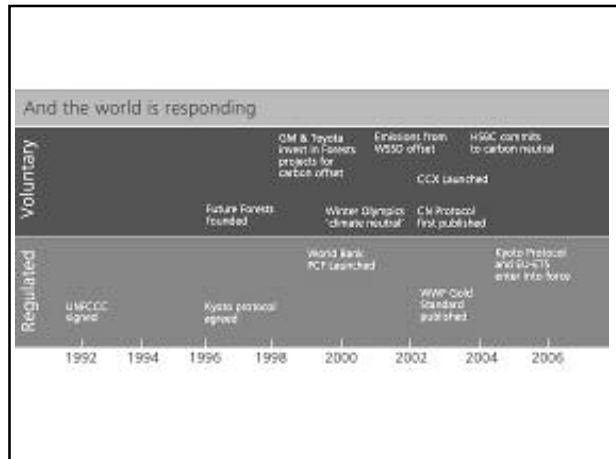 And the world is responding
Voluntary
GM & Toyota
invest in Forests
projects for
carbon offset
Emissions from
WSSD offset
HSBC commits
to carbon neutral
CCX Launched
Future Forests
founded
Winter Olympics
'climate neutral'
CN Protocol
first published
Regulated
World Bank
PCF Launched
Kyoto Protocol
and EU-ETS
enter into force
UNFCCC
signed
Kyoto protocol
agreed
WWF Gold
Standard
published
1992 1994 1996 1998 2000 2002 2004 2006